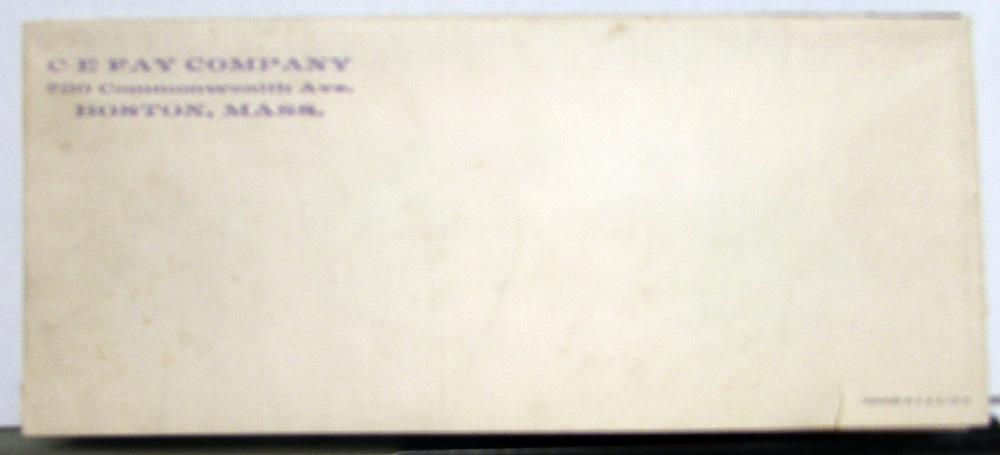 C E FAY COMPANY
Commonwealth Ave.
BOSTON, MASS.